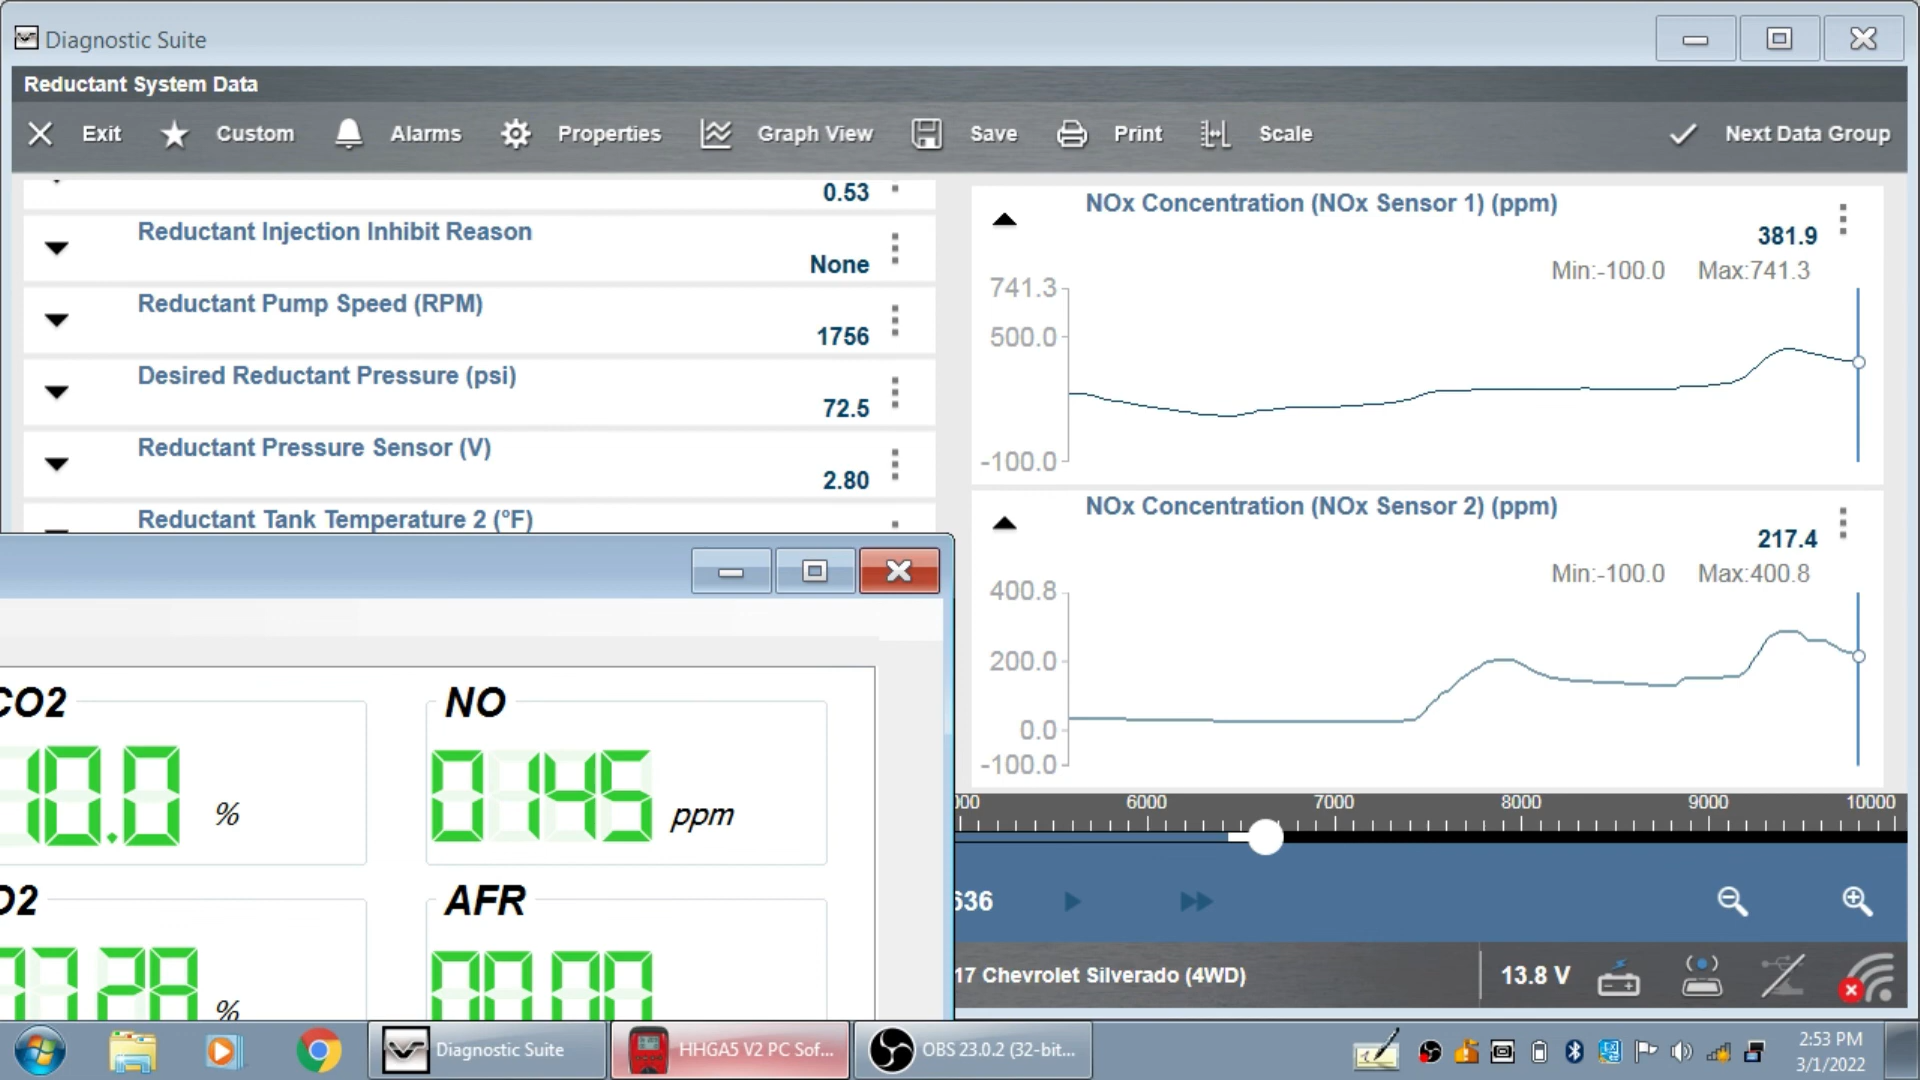 Diagnostic Suite
Reductant System Data
Exit
Custom
Alarms
Properties
Graph View
Save
Print
Scale
Next Data Group
0.53
Reductant Injection Inhibit Reason
None
Reductant Pump Speed (RPM)
1756
Desired Reductant Pressure (psi)
72.5
Reductant Pressure Sensor (V)
2.80
Reductant Tank Temperature 2 (°F)
NOx Concentration (NOx Sensor 1) (ppm)
381.9
Min:-100.0 Max:741.3
741.3
500.0
-100.0
NOx Concentration (NOx Sensor 2) (ppm)
217.4
Min:-100.0 Max:400.8
400.8
200.0
0.0
-100.0
CO2
10.0 %
NO
0145 ppm
O2
%
AFR
000 6000 7000 8000 9000 10000
636
17 Chevrolet Silverado (4WD)
13.8 V
Diagnostic Suite
HHGA5 V2 PC Sof...
OBS 23.0.2 (32-bit...
2:53 PM
3/1/2022